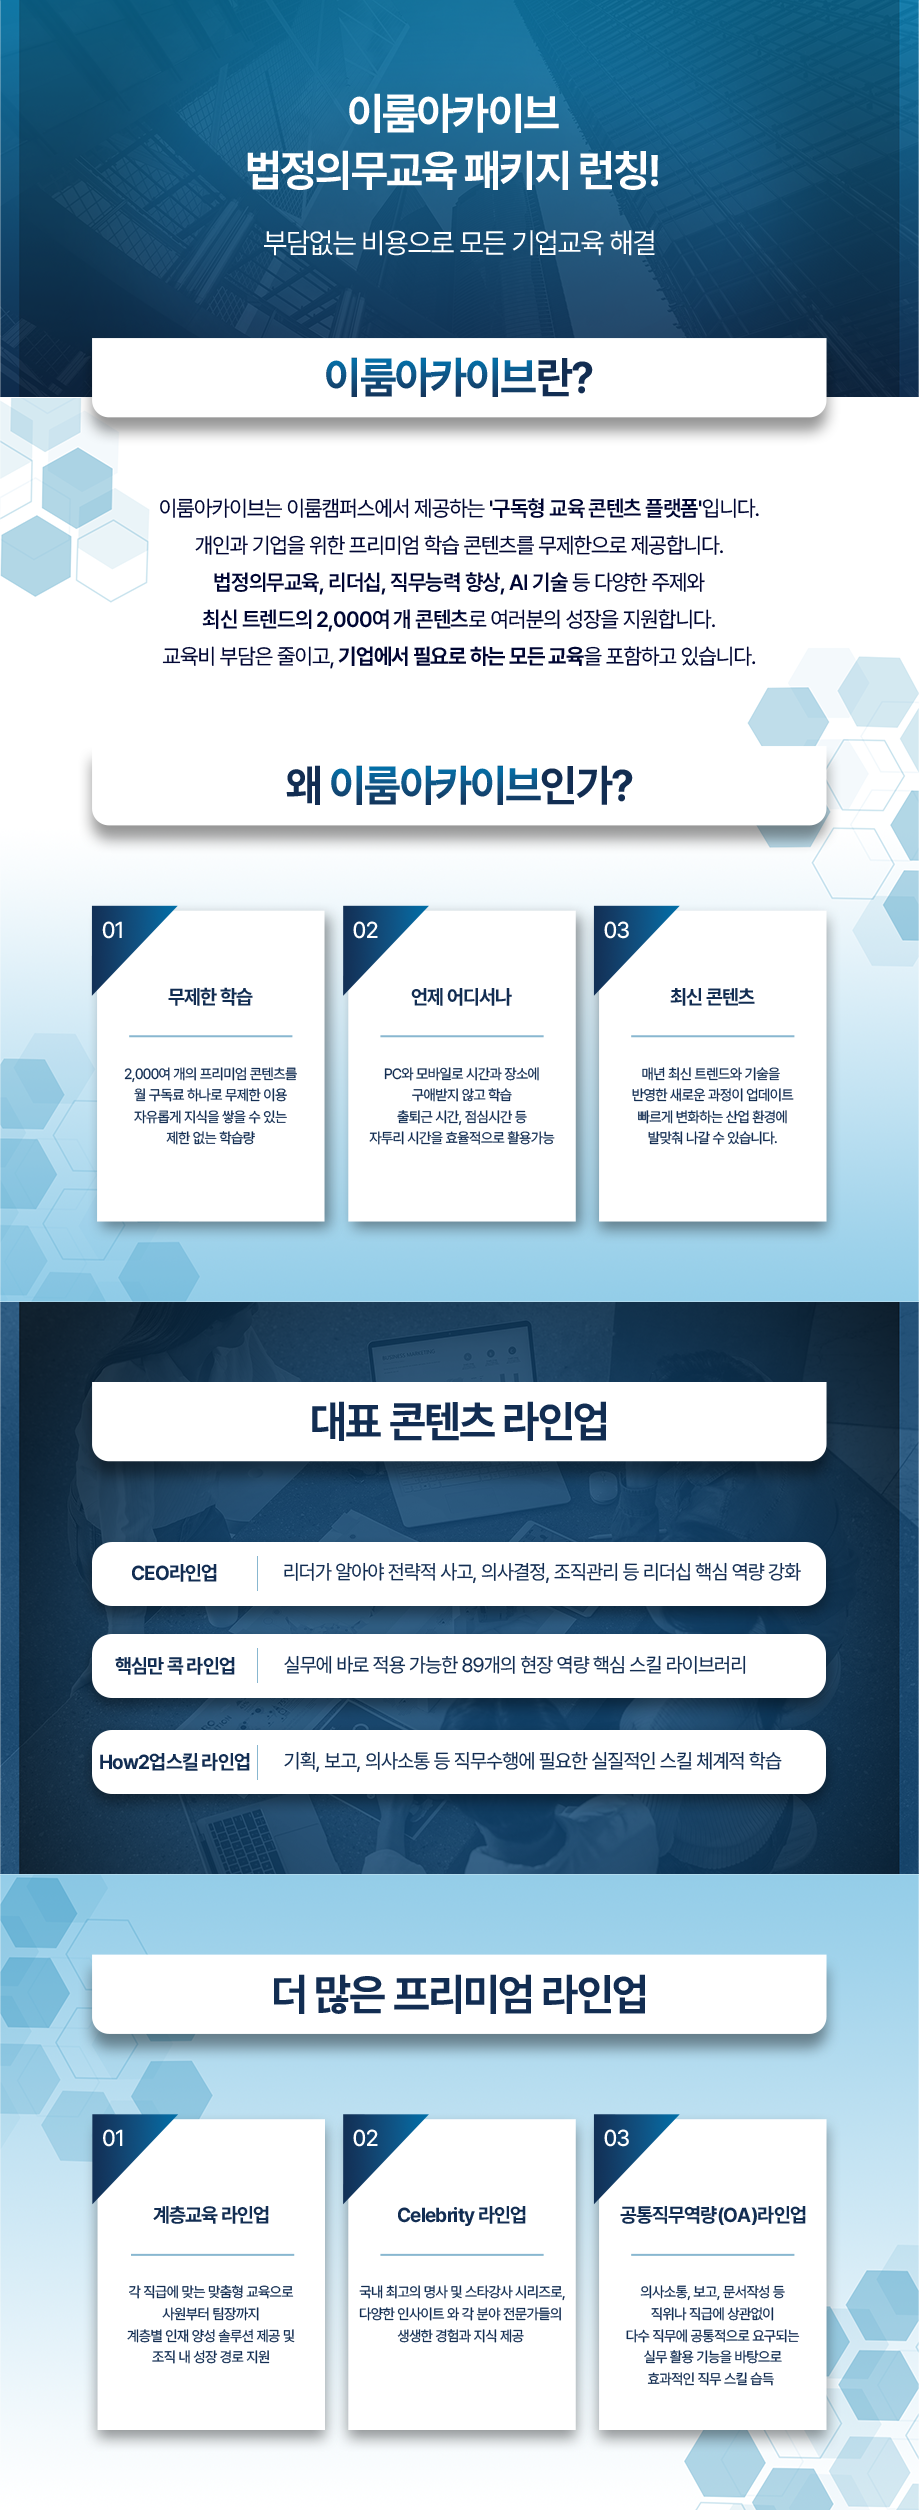 이룸아카이브
법정의무교육 패키지 런칭!
부담없는 비용으로 모든 기업교육 해결
이룸아카이브란?
이룸아카이브는 이룸캠퍼스에서 제공하는 '구독형 교육 콘텐츠 플랫폼'입니다.
개인과 기업을 위한 프리미엄 학습 콘텐츠를 무제한으로 제공합니다.
법정의무교육, 리더십, 직무능력 향상, AI 기술 등 다양한 주제와
최신 트렌드의 2,000여 개 콘텐츠로 여러분의 성장을 지원합니다.
교육비 부담은 줄이고, 기업에서 필요로 하는 모든 교육을 포함하고 있습니다.
왜 이룸아카이브인가?
01
무제한 학습
2,000여 개의 프리미엄 콘텐츠를
월 구독료 하나로 무제한 이용
자유롭게 지식을 쌓을 수 있는
제한 없는 학습량
02
언제 어디서나
PC와 모바일로 시간과 장소에
구애받지 않고 학습
출퇴근 시간, 점심시간 등
자투리 시간을 효율적으로 활용가능
03
최신 콘텐츠
매년 최신 트렌드와 기술을
반영한 새로운 과정이 업데이트
빠르게 변화하는 산업 환경에
발맞춰 나갈 수 있습니다.
대표 콘텐츠 라인업
CEO라인업
리더가 알아야 전략적 사고, 의사결정, 조직관리 등 리더십 핵심 역량 강화
핵심만 콕 라인업
실무에 바로 적용 가능한 89개의 현장 역량 핵심 스킬 라이브러리
How2업스킬 라인업
기획, 보고, 의사소통 등 직무수행에 필요한 실질적인 스킬 체계적 학습
더 많은 프리미엄 라인업
01
계층교육 라인업
각 직급에 맞는 맞춤형 교육으로
사원부터 팀장까지
계층별 인재 양성 솔루션 제공 및
조직 내 성장 경로 지원
02
Celebrity 라인업
국내 최고의 명사 및 스타강사 시리즈로,
다양한 인사이트 와 각 분야 전문가들의
생생한 경험과 지식 제공
03
공통직무역량(OA)라인업
의사소통, 보고, 문서작성 등
직위나 직급에 상관없이
다수 직무에 공통적으로 요구되는
실무 활용 기능을 바탕으로
효과적인 직무 스킬 습득